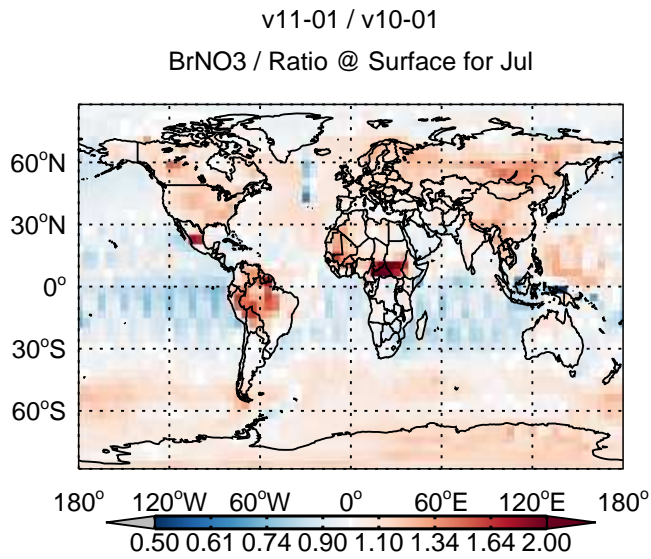 v11-01 / v10-01
BrNO3 / Ratio @ Surface for Jul
60°N
30°N
0°
30°S
60°S
180° 120°W 60°W 0° 60°E 120°E 180°
0.50 0.61 0.74 0.90 1.10 1.34 1.64 2.00